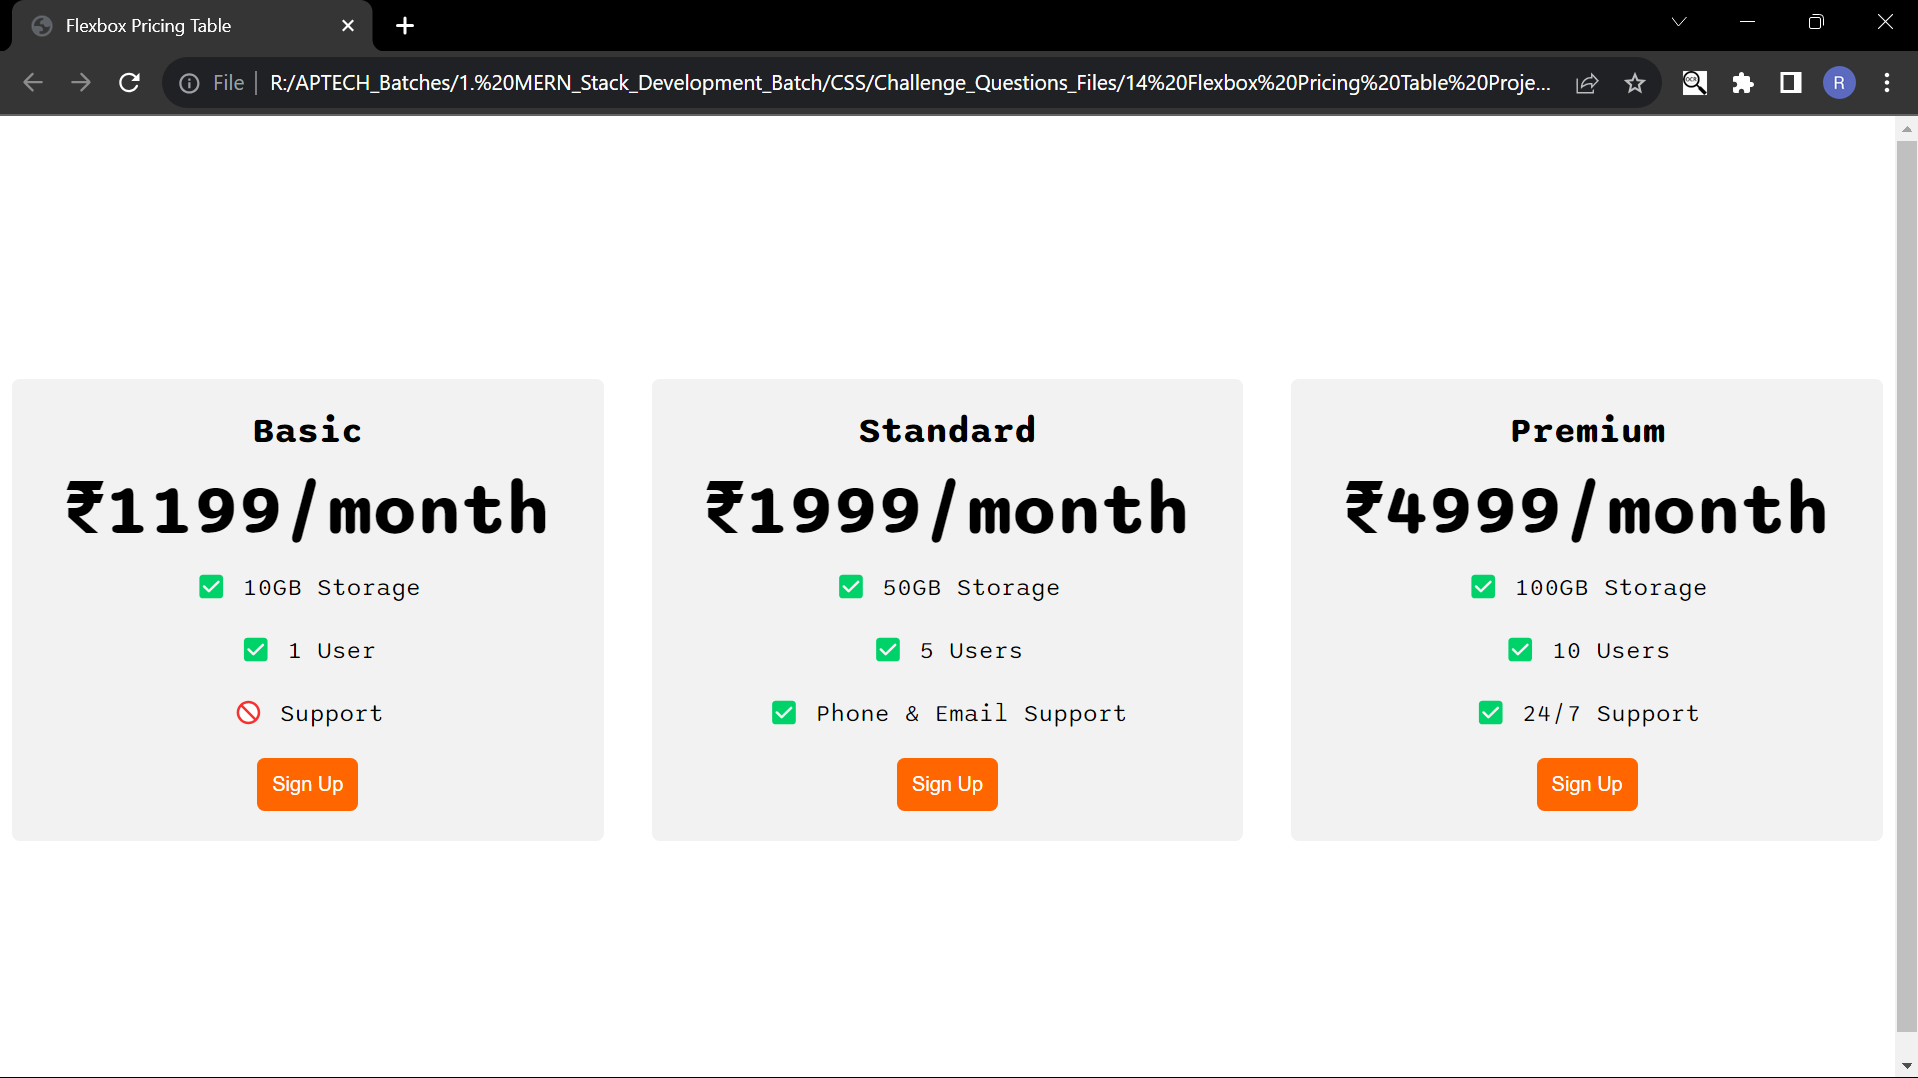 Flexbox Pricing Table
File R:/APTECH_Batches/1.%20MERN_Stack_Development_Batch/CSS/Challenge_Questions_Files/14%20Flexbox%20Pricing%20Table%20Proje...
OCR
R
Basic
₹1199/month
10GB Storage
1 User
Support
Sign Up
Standard
₹1999/month
50GB Storage
5 Users
Phone & Email Support
Sign Up
Premium
₹4999/month
100GB Storage
10 Users
24/7 Support
Sign Up